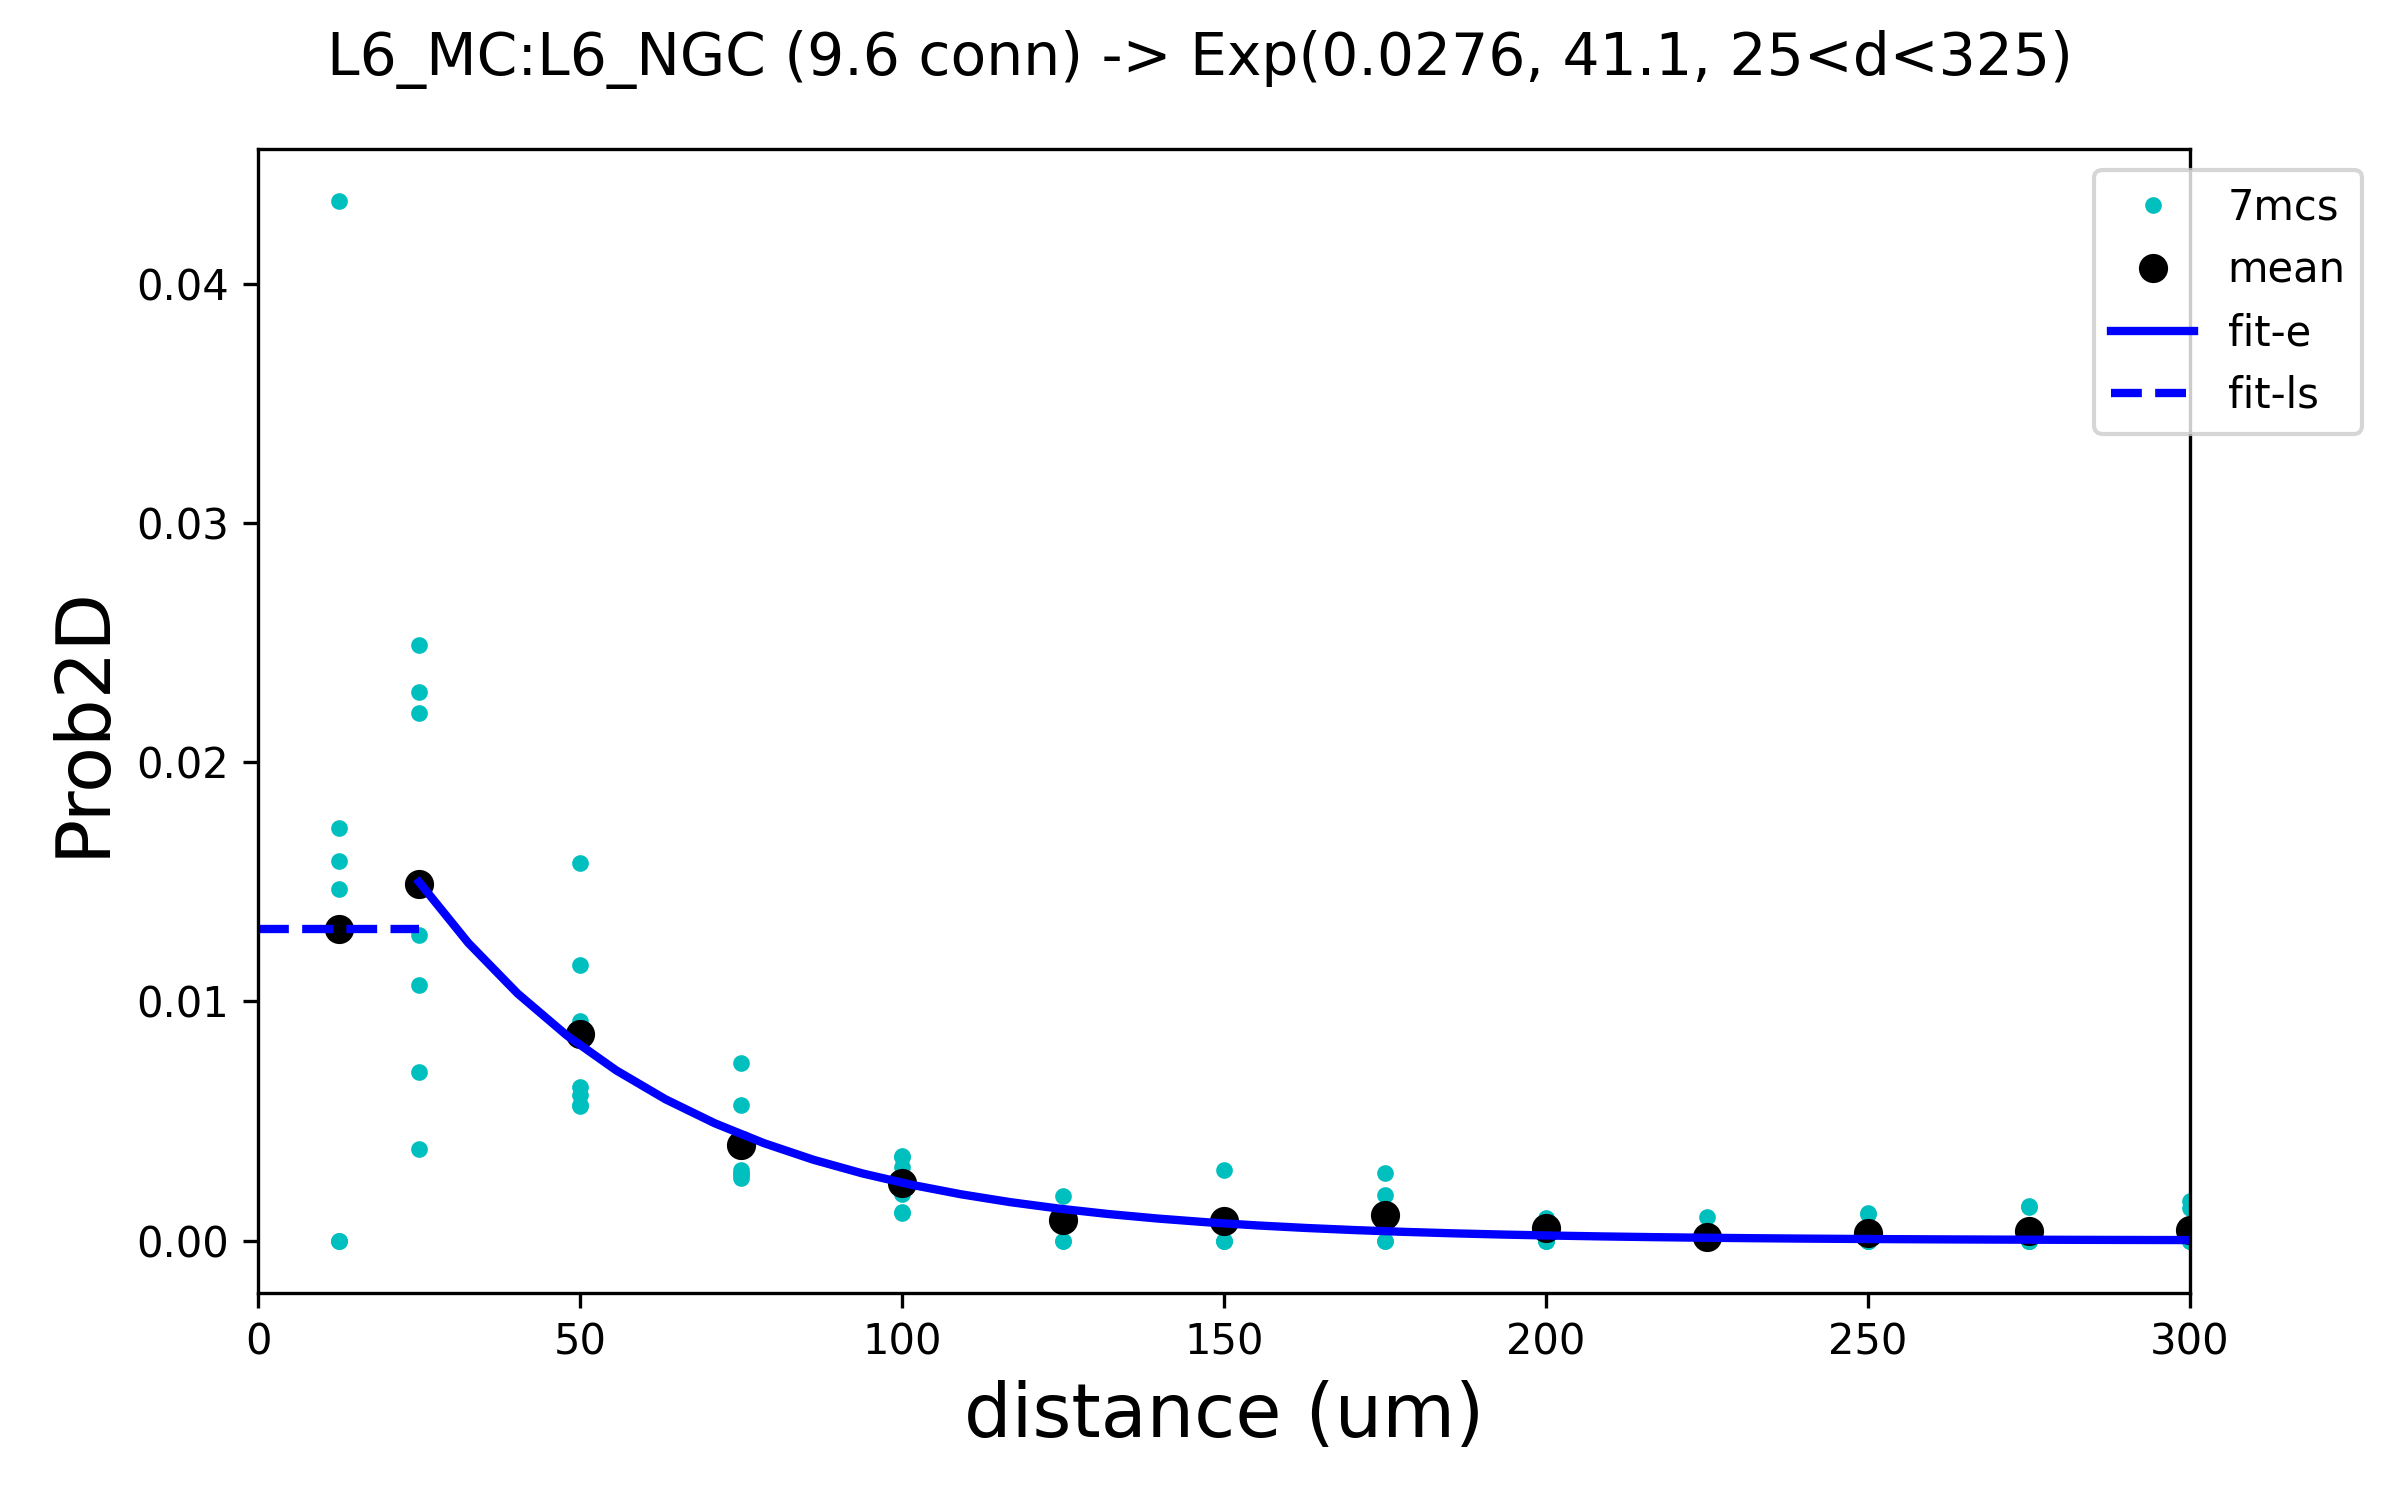 L6_MC:L6_NGC (9.6 conn) -> Exp(0.0276, 41.1, 25<d<325)
7mcs
mean
fit-e
fit-ls
Prob2D
0.04
0.03
0.02
0.01
0.00
0 50 100 150 200 250 300
distance (um)